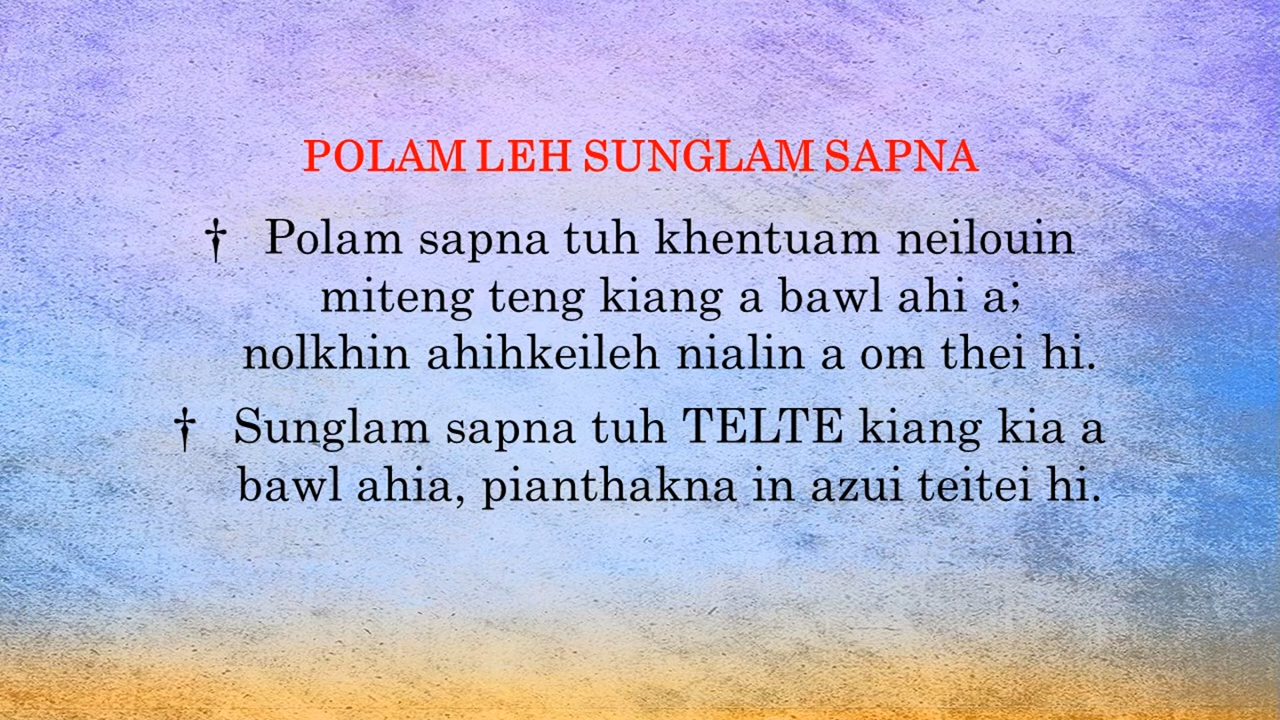 POLAM LEH SUNGLAM SAPNA
† Polam sapna tuh khentuam neilouin
miteng teng kiang a bawl ahi a;
nolkhin ahihkeileh nialin a om thei hi.
† Sunglam sapna tuh TELTE kiang kia a
bawl ahia, pianthakna in azui teitei hi.